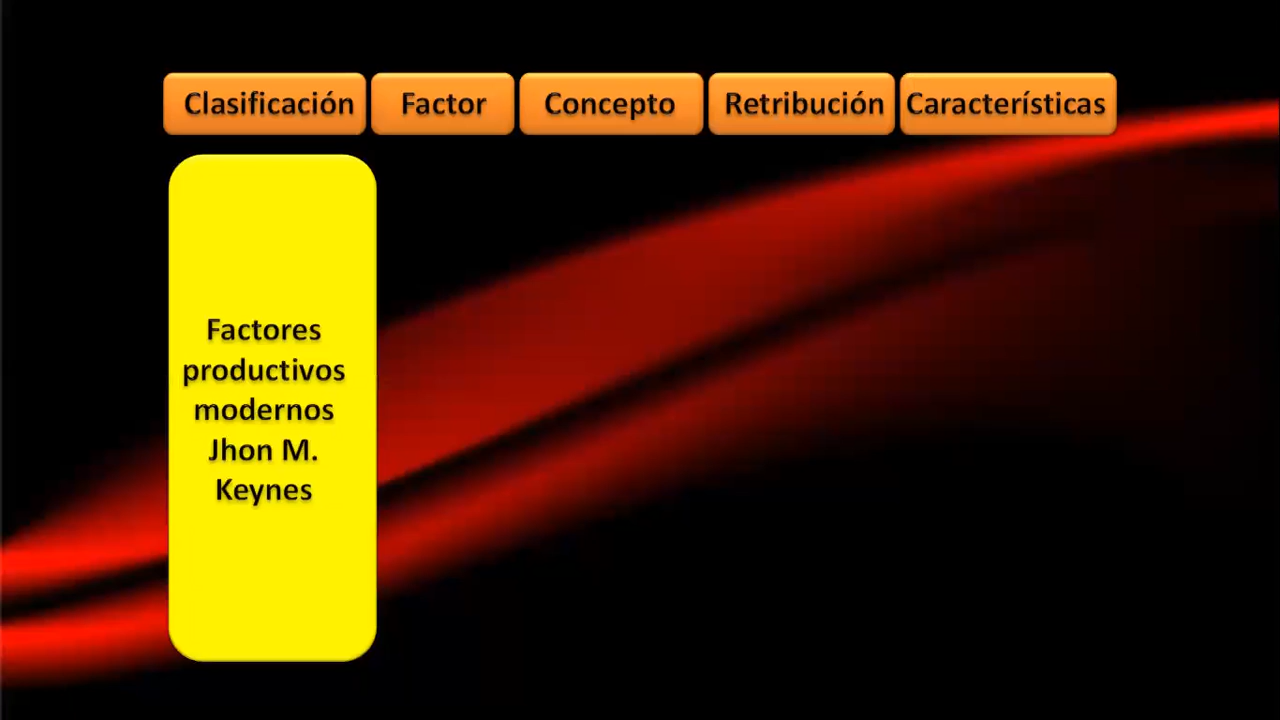 Clasificación Factor Concepto Retribución Características
Factores
productivos
modernos
Jhon M.
Keynes